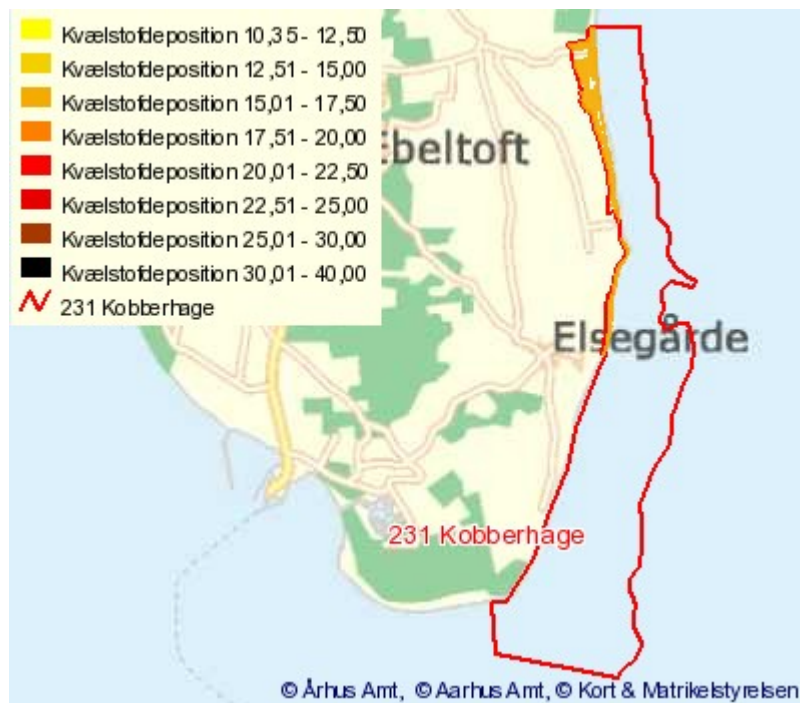 Kvælstofdeposition 10,35 - 12,50
Kvælstofdeposition 12,51 - 15,00
Kvælstofdeposition 15,01 - 17,50
Kvælstofdeposition 17,51 - 20,00
Kvælstofdeposition 20,01 - 22,50
Kvælstofdeposition 22,51 - 25,00
Kvælstofdeposition 25,01 - 30,00
Kvælstofdeposition 30,01 - 40,00
231 Kobberhage
Ebeltoft
Elsegårde
231 Kobberhage
© Århus Amt, © Aarhus Amt, © Kort & Matrikelstyrelsen